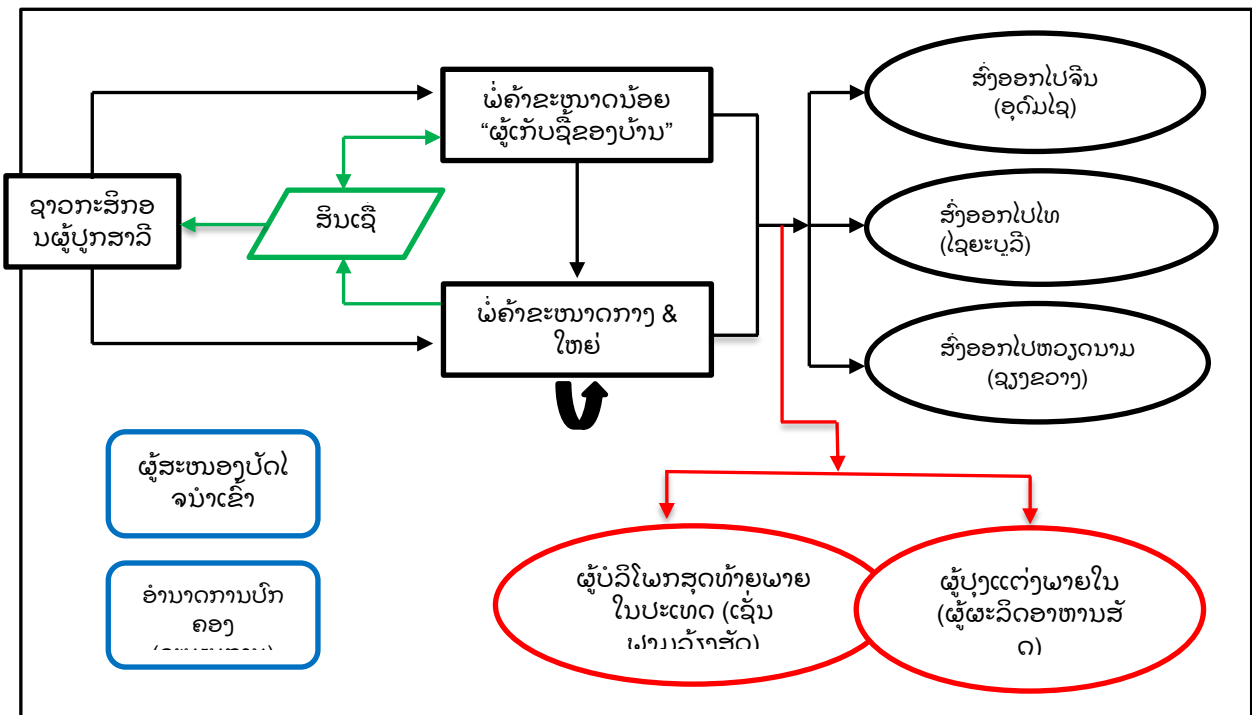 ພໍ່ຄ້າຂະໜາດນ້ອຍ
“ຜູ້ເກັບຊື້ຂອງບ້ານ”
ສົ່ງອອກໄປຈີນ
(ອຸດົມໄຊ)
ຊາວກະສິກອ
ນຜູ້ປູກສາລີ
ສິນເຊື່
ສົ່ງອອກໄປໄທ
(ໄຊຍະບູລີ)
ພໍ່ຄ້າຂະໜາດກາງ &
ໃຫຍ່
ສົ່ງອອກໄປຫວຽດນາມ
(ຊຽງຂວາງ)
ຜູ້ສະໜອງປັດໄ
ຈນຳເຂົ້າ
ອຳນາດການປົກ
ຄອງ
ຜູ້ບໍລິໂພກສຸດທ້າຍພາຍ
ໃນປະເທດ (ເຊັ່ນ
ຟາມລ້ຽງສັດ)
ຜູ້ປຸງແຕ່ງພາຍໃນ
(ຜູ້ຜະລິດອາຫານສັ
ດ)